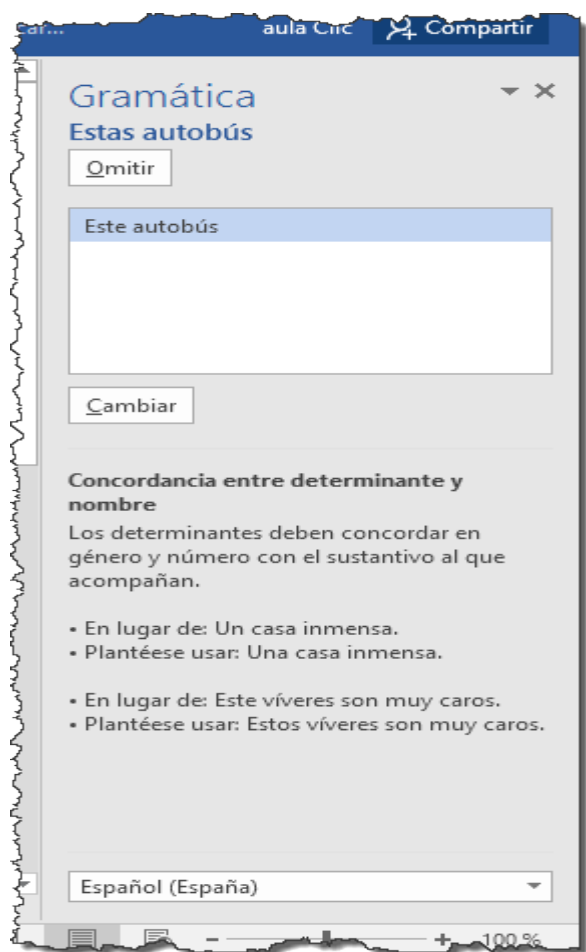 aula Clic Compartir
Gramática
Estas autobús
Omitir
Este autobús
Cambiar
Concordancia entre determinante y
nombre
Los determinantes deben concordar en
género y número con el sustantivo al que
acompañan.
• En lugar de: Un casa inmensa.
• Plantéese usar: Una casa inmensa.
• En lugar de: Este víveres son muy caros.
• Plantéese usar: Estos víveres son muy caros.
Español (España)
- + 100 %